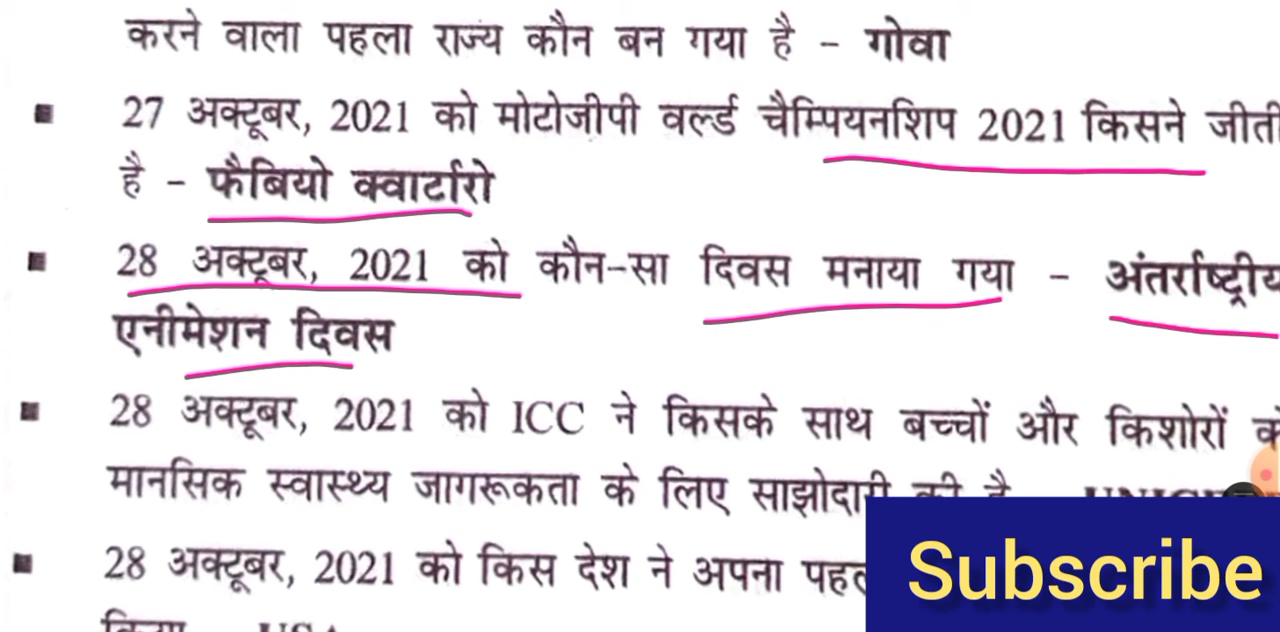 करने वाला पहला राज्य कौन बन गया है – गोवा
■ 27 अक्टूबर, 2021 को मोटोजीपी वर्ल्ड चैम्पियनशिप 2021 किसने जीती
है – फैबियो क्वार्टारो
■ 28 अक्टूबर, 2021 को कौन-सा दिवस मनाया गया – अंतर्राष्ट्रीय
एनीमेशन दिवस
■ 28 अक्टूबर, 2021 को ICC ने किसके साथ बच्चों और किशोरों
मानसिक स्वास्थ्य जागरूकता के लिए साझोदारी की है
■ 28 अक्टूबर, 2021 को किस देश ने अपना
Subscribe